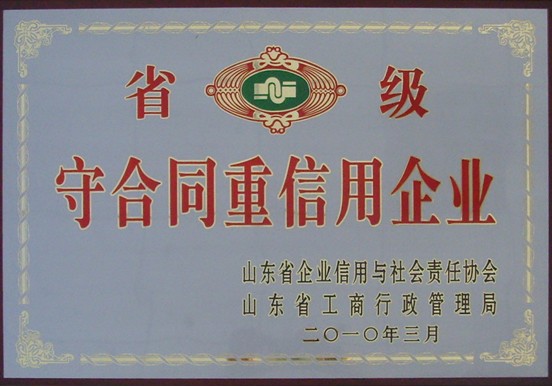 省级
守合同重信用企业
山东省企业信用与社会责任协会
山东省工商行政管理局
二〇一〇年三月